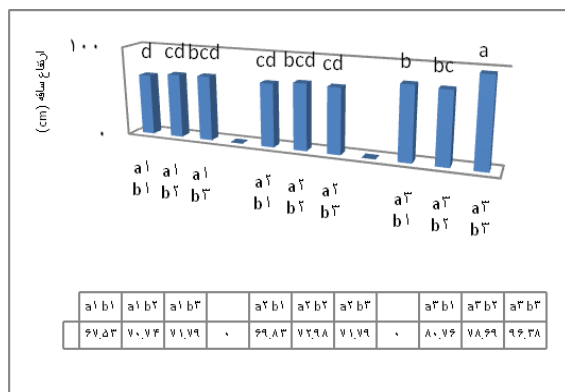 ارتفاع ساقه (cm)
۱۰۰
۰
d cd bcd cd bcd cd b bc a
a۱ a۱ a۱ a۲ a۲ a۲ a۳ a۳ a۳
b۱ b۲ b۳ b۱ b۲ b۳ b۱ b۲ b۳
a۱ b۱ a۱ b۲ a۱ b۳ a۲ b۱ a۲ b۲ a۲ b۳ a۳ b۱ a۳ b۲ a۳ b۳
۶۷.۵۳ ۷۰.۷۴ ۷۱.۷۹ ۰ ۶۹.۸۳ ۷۲.۹۸ ۷۱.۷۹ ۰ ۸۰.۷۶ ۷۸.۶۹ ۹۶.۳۸